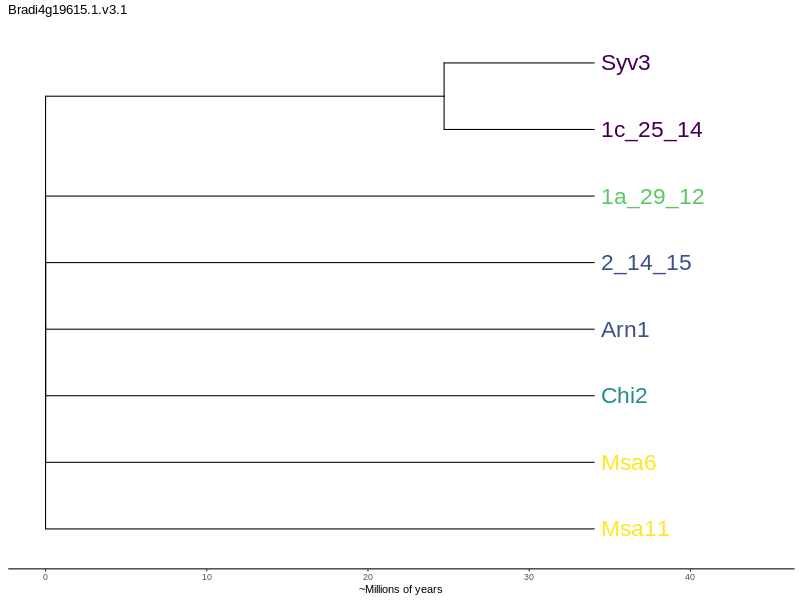 Bradi4g19615.1.v3.1
Syv3
1c_25_14
1a_29_12
2_14_15
Arn1
Chi2
Msa6
Msa11
0 10 20 30 40
~Millions of years